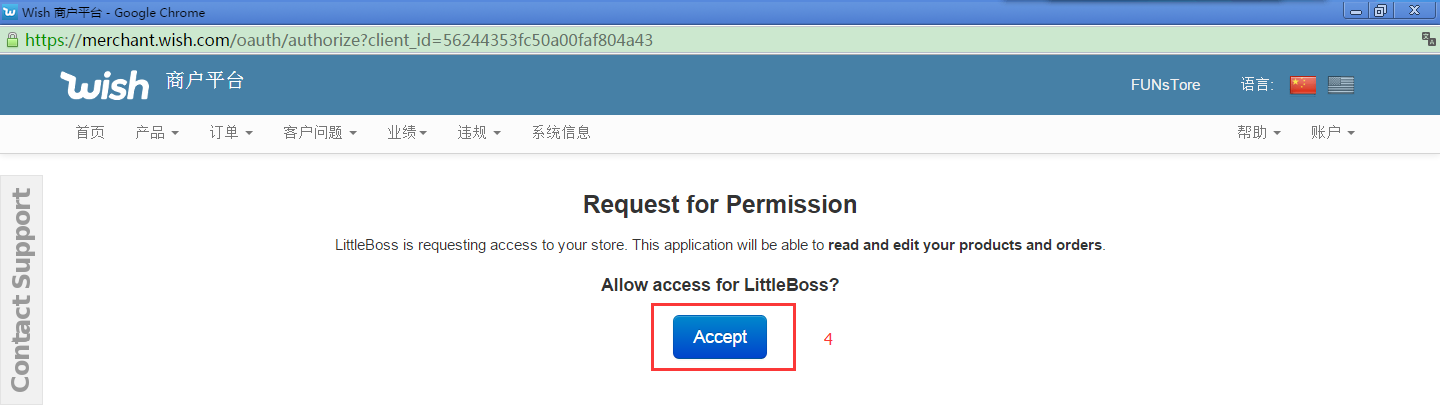 Wish 商户平台 - Google Chrome
https://merchant.wish.com/oauth/authorize?client_id=56244353fc50a00faf804a43
wish 商户平台 FUNsTore 语言:
首页 产品 订单 客户问题 业绩 违规 系统信息 帮助 账户
Contact Support
Request for Permission
LittleBoss is requesting access to your store. This application will be able to read and edit your products and orders.
Allow access for LittleBoss?
Accept 4